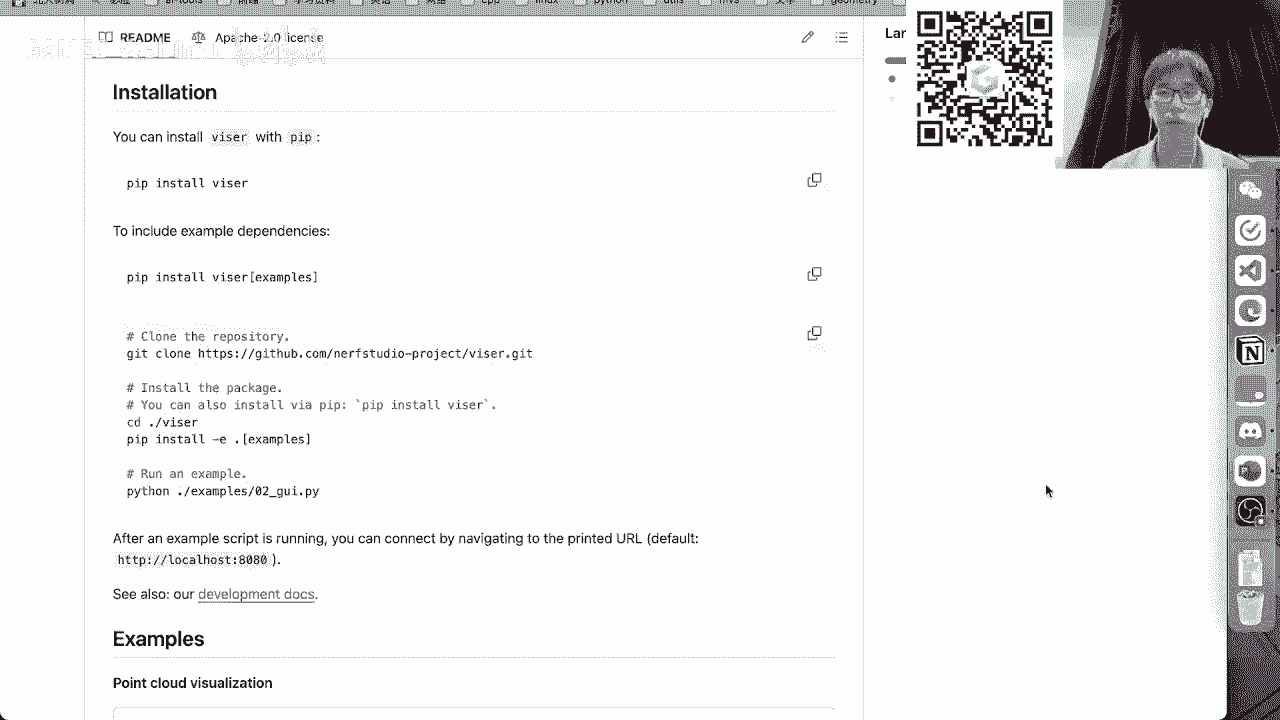 README
Apache-2.0 license
Installation
You can install viser with pip :
pip install viser
To include example dependencies:
pip install viser[examples]
# Clone the repository.
git clone https://github.com/nerfstudio-project/viser.git
# Install the package.
# You can also install via pip: `pip install viser`.
cd ./viser
pip install -e .[examples]
# Run an example.
python ./examples/02_gui.py
After an example script is running, you can connect by navigating to the printed URL (default:
http://localhost:8080 ).
See also: our development docs.
Examples
Point cloud visualization